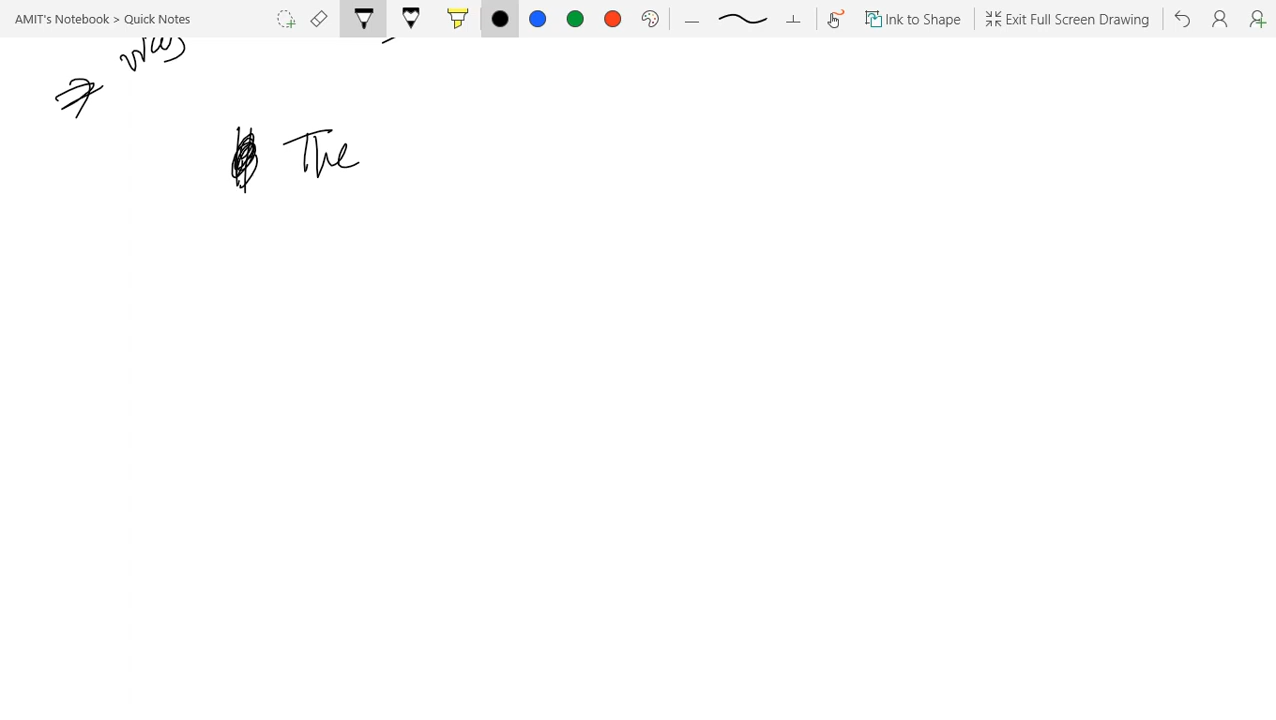 AMIT's Notebook > Quick Notes
Ink to Shape
Exit Full Screen Drawing
The